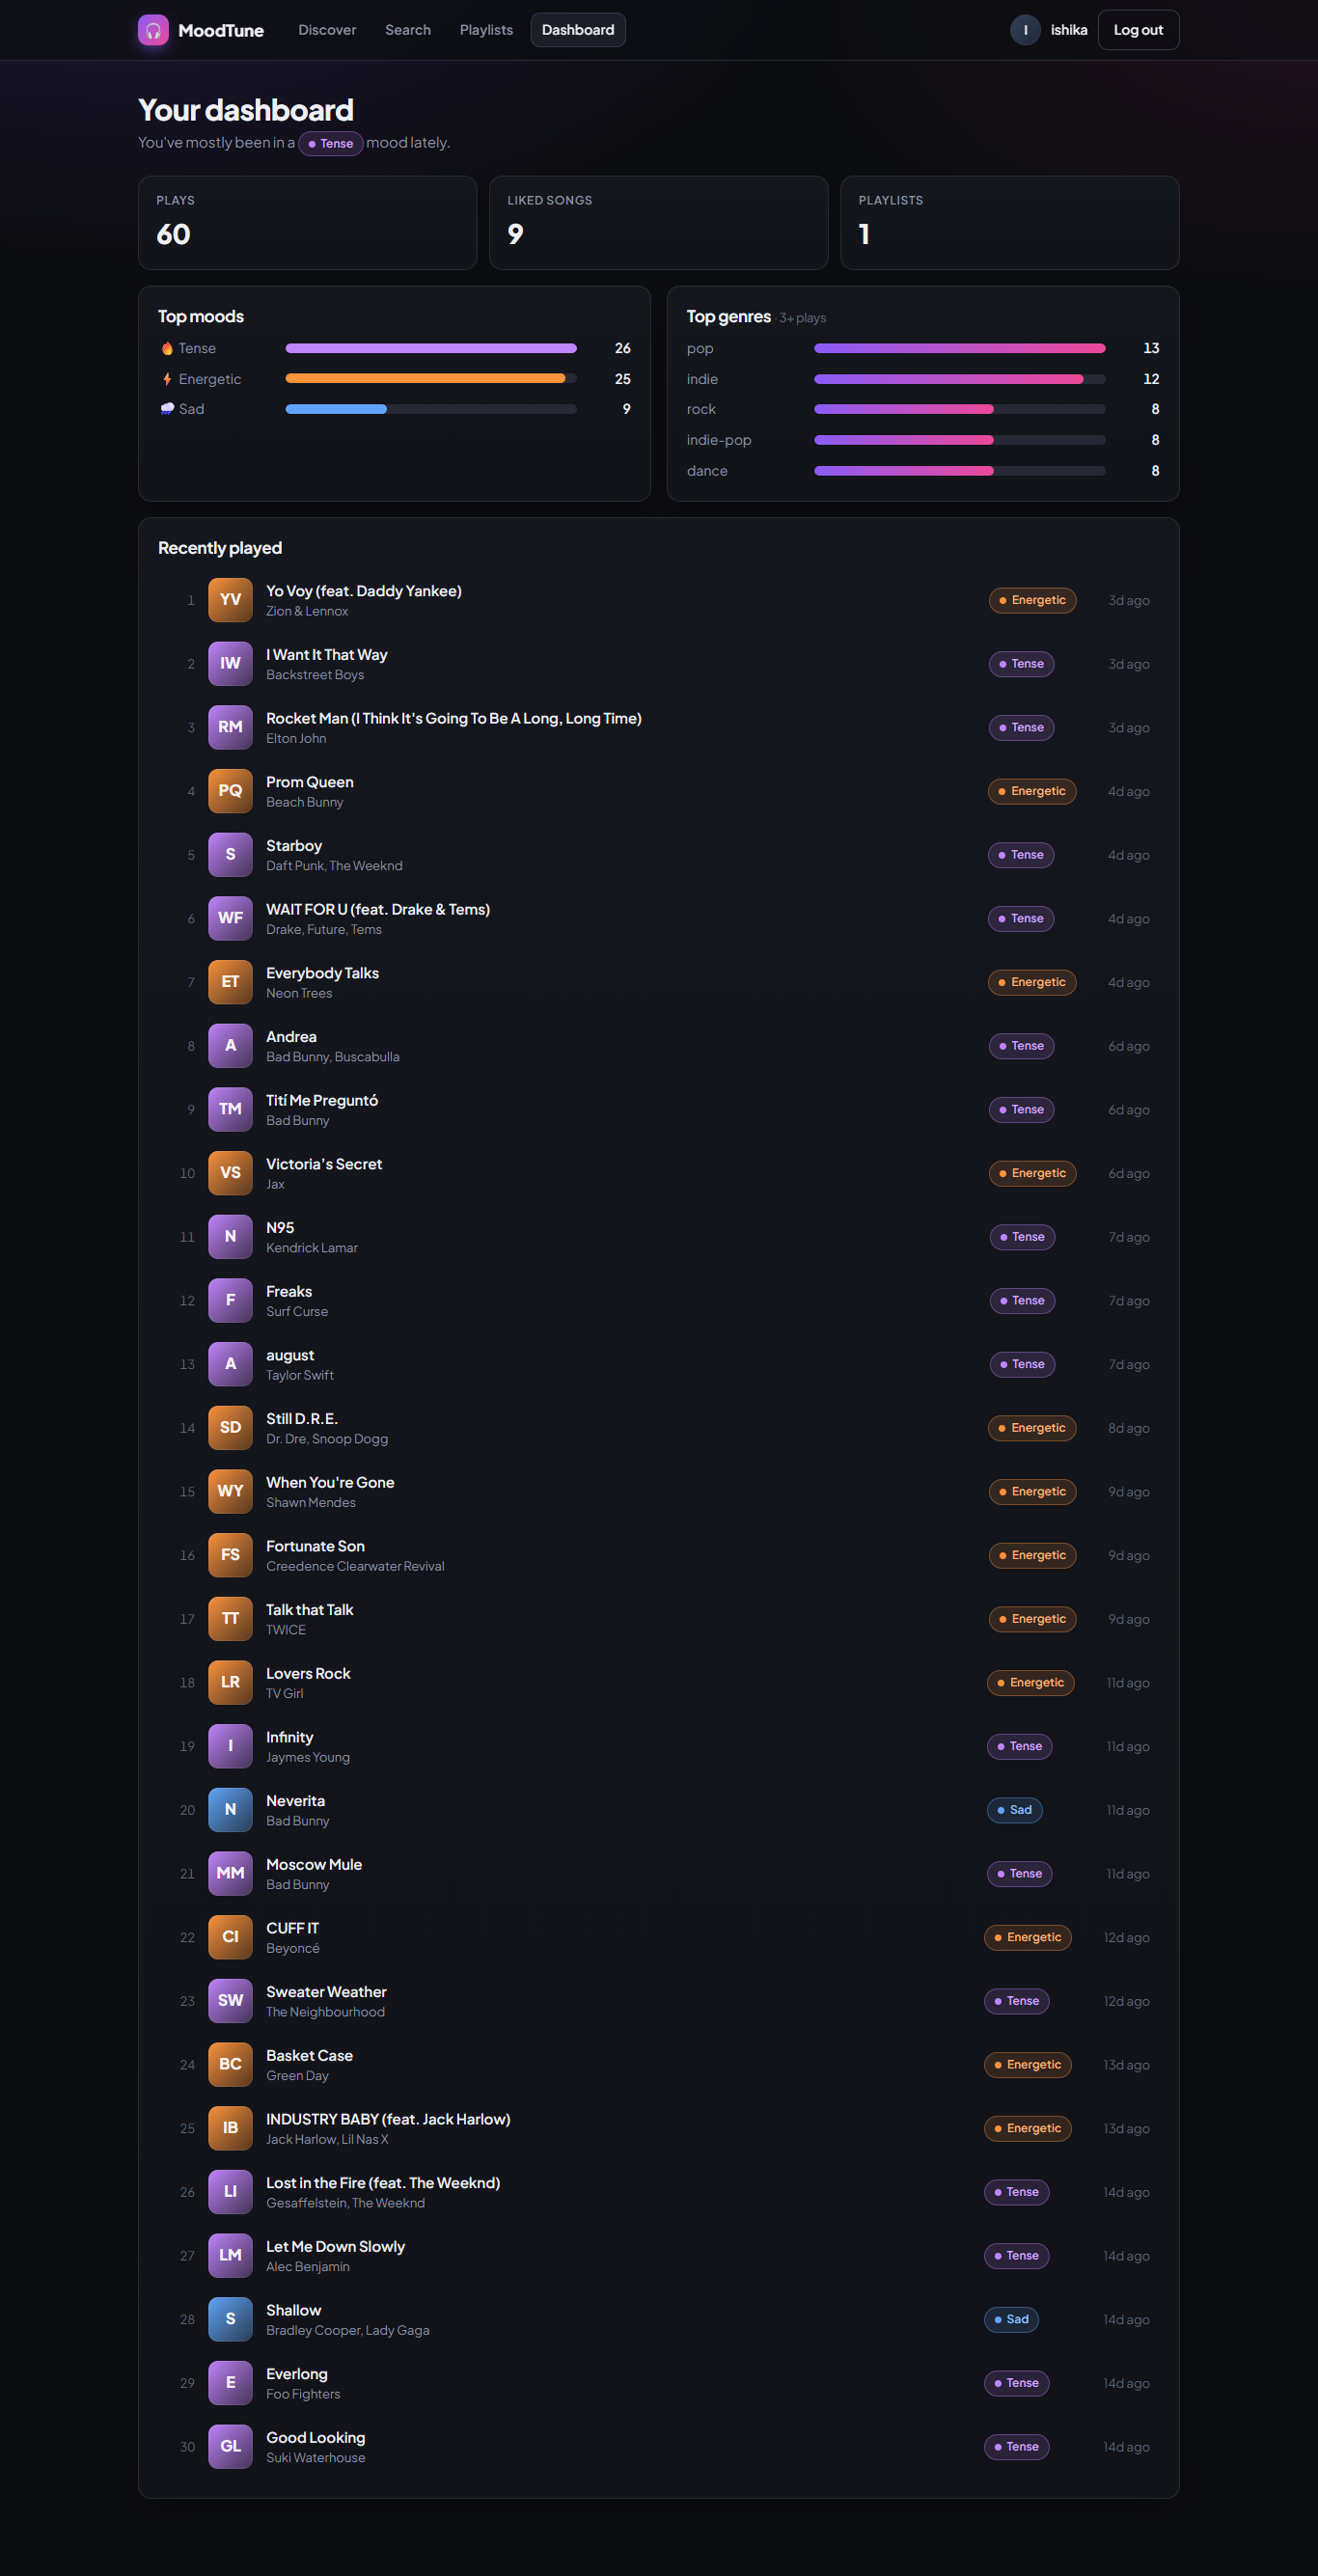 MoodTune Discover Search Playlists Dashboard I ishika Log out
Your dashboard
You've mostly been in a Tense mood lately.
PLAYS
60
LIKED SONGS
9
PLAYLISTS
1
Top moods
Tense 26
Energetic 25
Sad 9
Top genres · 3+ plays
pop 13
indie 12
rock 8
indie-pop 8
dance 8
Recently played
1 YV Yo Voy (feat. Daddy Yankee) Energetic 3d ago
Zion & Lennox
2 IW I Want It That Way Tense 3d ago
Backstreet Boys
3 RM Rocket Man (I Think It's Going To Be A Long, Long Time) Tense 3d ago
Elton John
4 PQ Prom Queen Energetic 4d ago
Beach Bunny
5 S Starboy Tense 4d ago
Daft Punk, The Weeknd
6 WF WAIT FOR U (feat. Drake & Tems) Tense 4d ago
Drake, Future, Tems
7 ET Everybody Talks Energetic 4d ago
Neon Trees
8 A Andrea Tense 6d ago
Bad Bunny, Buscabulla
9 TM Tití Me Preguntó Tense 6d ago
Bad Bunny
10 VS Victoria’s Secret Energetic 6d ago
Jax
11 N N95 Tense 7d ago
Kendrick Lamar
12 F Freaks Tense 7d ago
Surf Curse
13 A august Tense 7d ago
Taylor Swift
14 SD Still D.R.E. Energetic 8d ago
Dr. Dre, Snoop Dogg
15 WY When You're Gone Energetic 9d ago
Shawn Mendes
16 FS Fortunate Son Energetic 9d ago
Creedence Clearwater Revival
17 TT Talk that Talk Energetic 9d ago
TWICE
18 LR Lovers Rock Energetic 11d ago
TV Girl
19 I Infinity Tense 11d ago
Jaymes Young
20 N Neverita Sad 11d ago
Bad Bunny
21 MM Moscow Mule Tense 11d ago
Bad Bunny
22 CI CUFF IT Energetic 12d ago
Beyoncé
23 SW Sweater Weather Tense 12d ago
The Neighbourhood
24 BC Basket Case Energetic 13d ago
Green Day
25 IB INDUSTRY BABY (feat. Jack Harlow) Energetic 13d ago
Jack Harlow, Lil Nas X
26 LI Lost in the Fire (feat. The Weeknd) Tense 14d ago
Gesaffelstein, The Weeknd
27 LM Let Me Down Slowly Tense 14d ago
Alec Benjamin
28 S Shallow Sad 14d ago
Bradley Cooper, Lady Gaga
29 E Everlong Tense 14d ago
Foo Fighters
30 GL Good Looking Tense 14d ago
Suki Waterhouse